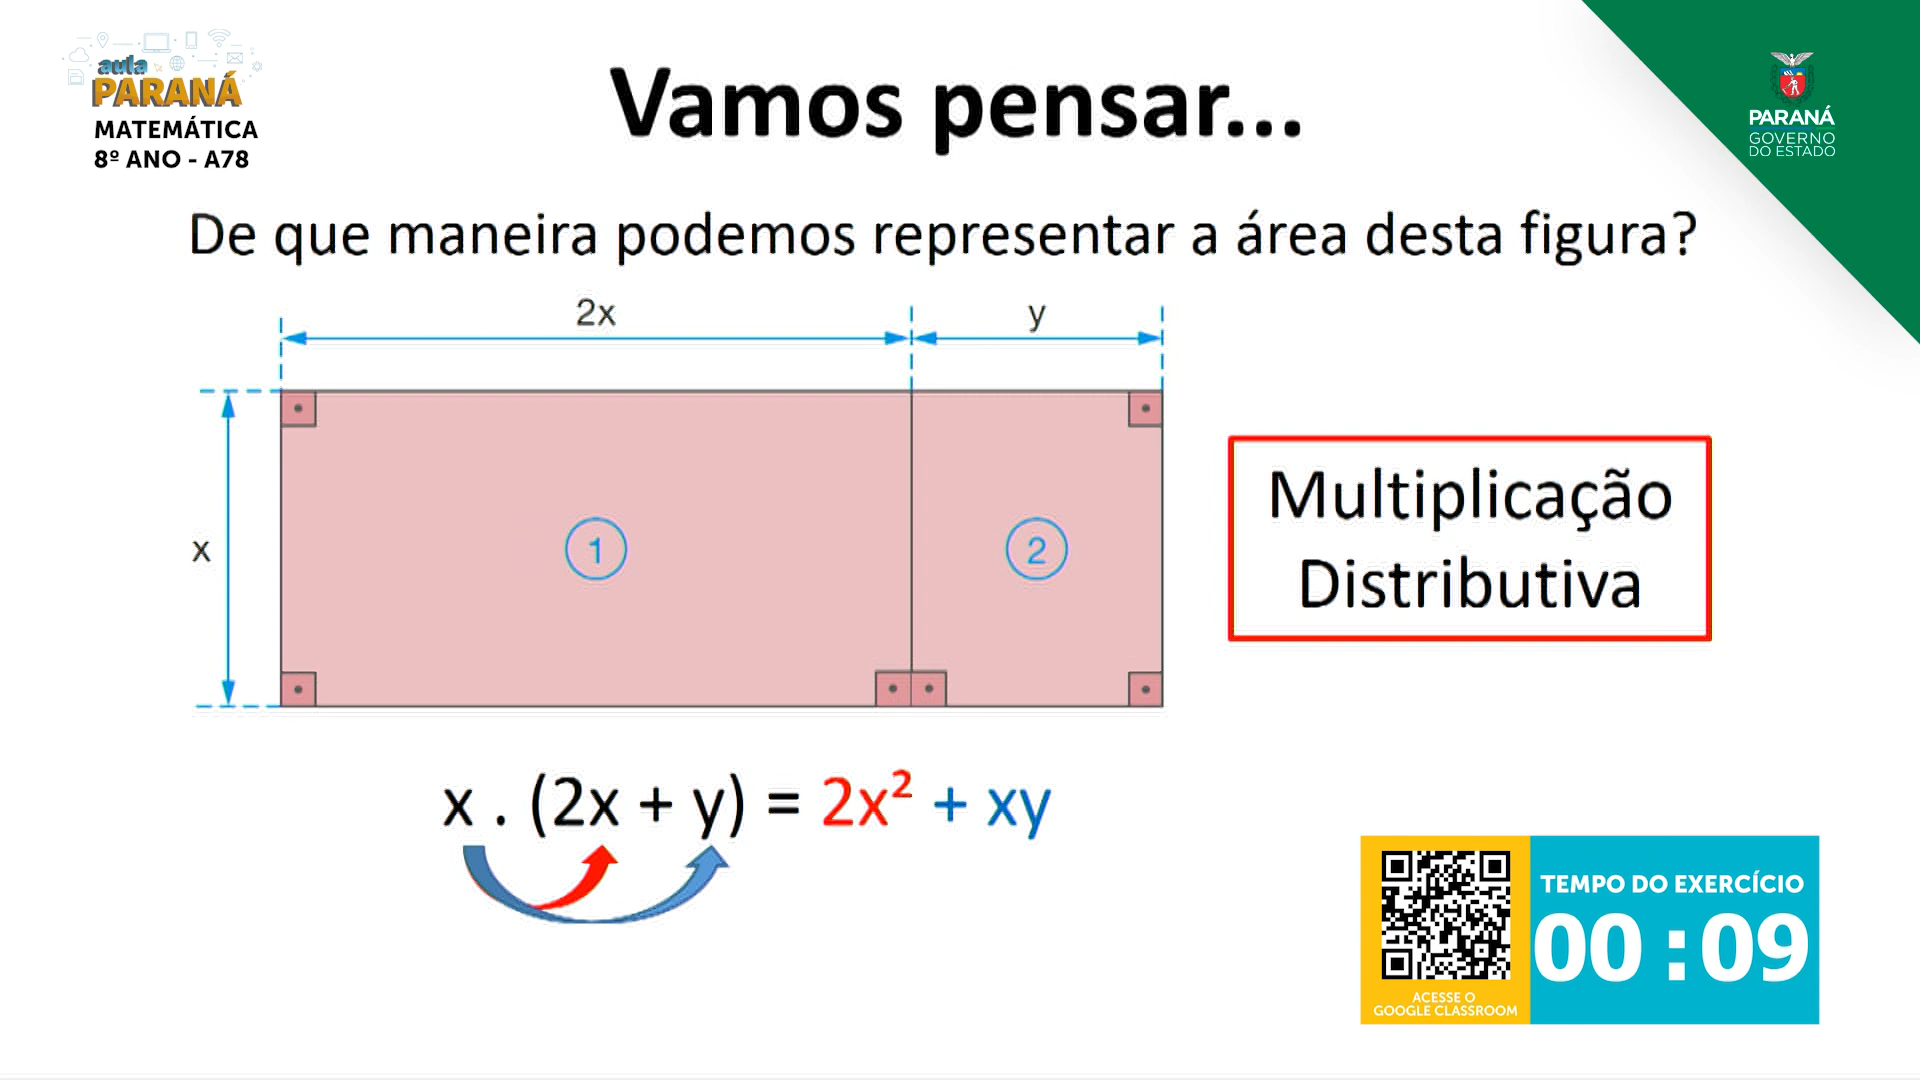 aula
PARANÁ
MATEMÁTICA
8º ANO - A78
Vamos pensar...
PARANÁ
GOVERNO
DO ESTADO
De que maneira podemos representar a área desta figura?
2x
y
x
1
2
Multiplicação
Distributiva
x . (2x + y) = 2x² + xy
TEMPO DO EXERCÍCIO
00 : 09
ACESSE O
GOOGLE CLASSROOM